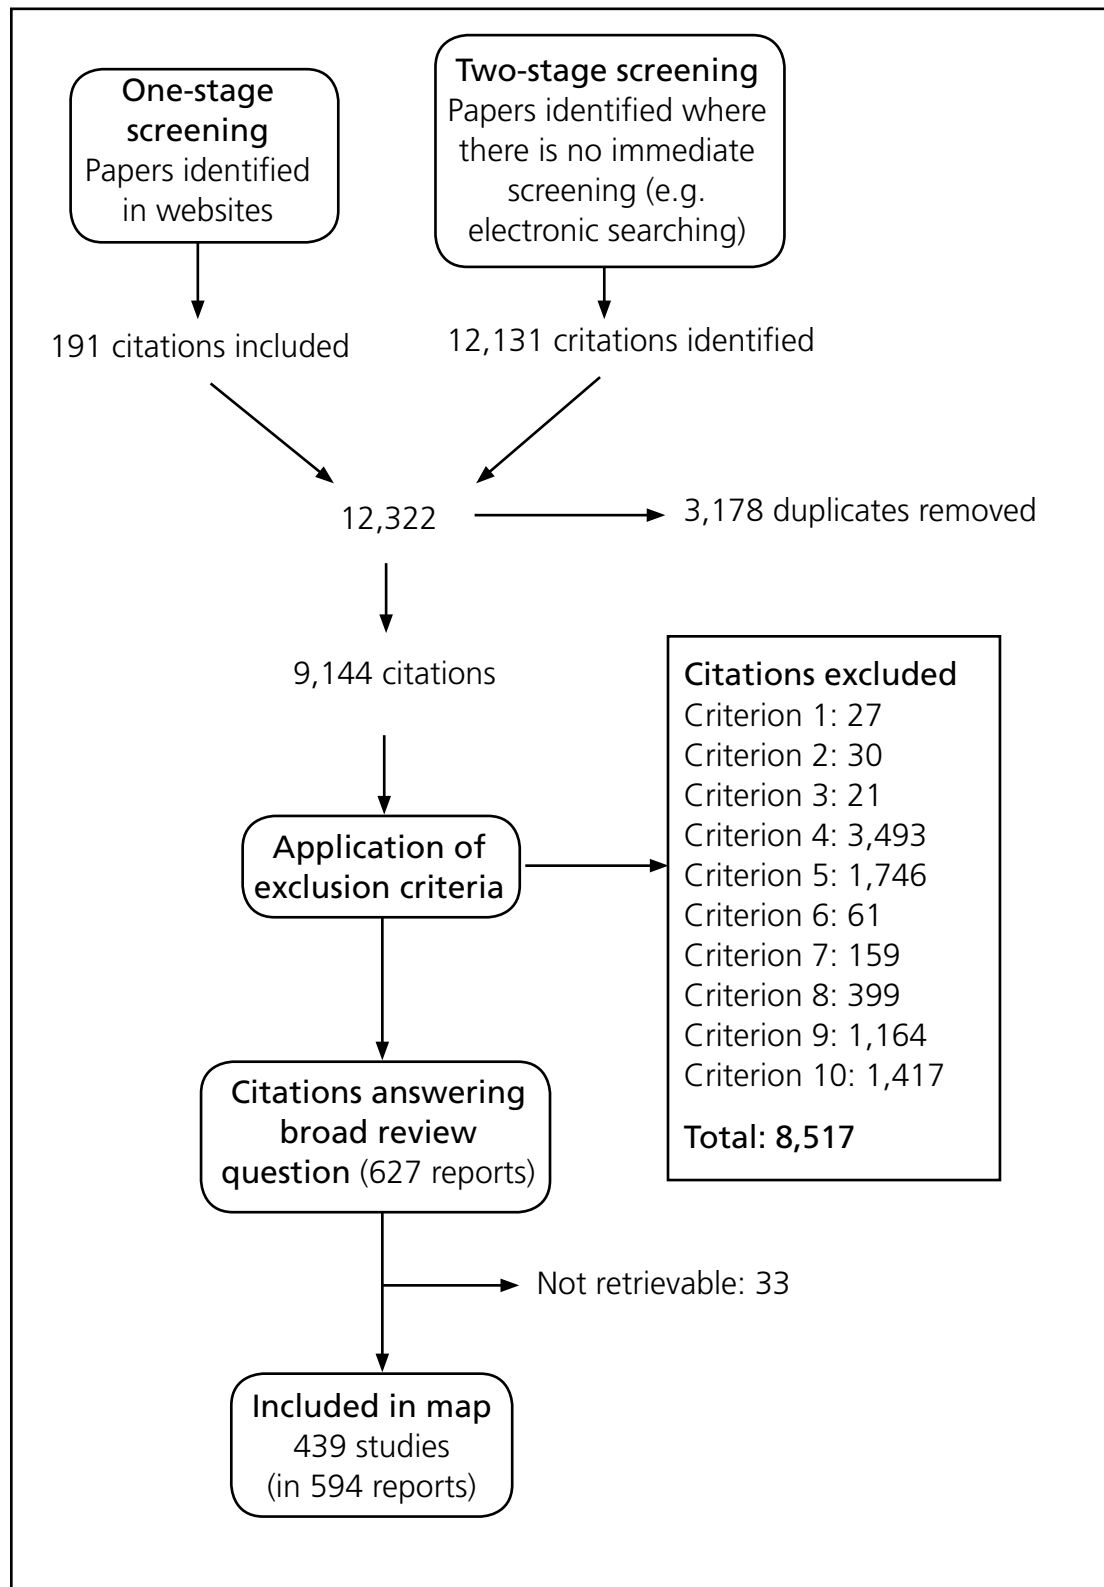 One-stage
screening
Papers identified
in websites
Two-stage screening
Papers identified where
there is no immediate
screening (e.g.
electronic searching)
191 citations included
12,131 critations identified
12,322
3,178 duplicates removed
9,144 citations
Citations excluded
Criterion 1: 27
Criterion 2: 30
Criterion 3: 21
Criterion 4: 3,493
Criterion 5: 1,746
Criterion 6: 61
Criterion 7: 159
Criterion 8: 399
Criterion 9: 1,164
Criterion 10: 1,417
Total: 8,517
Application of
exclusion criteria
Citations answering
broad review
question (627 reports)
Not retrievable: 33
Included in map
439 studies
(in 594 reports)